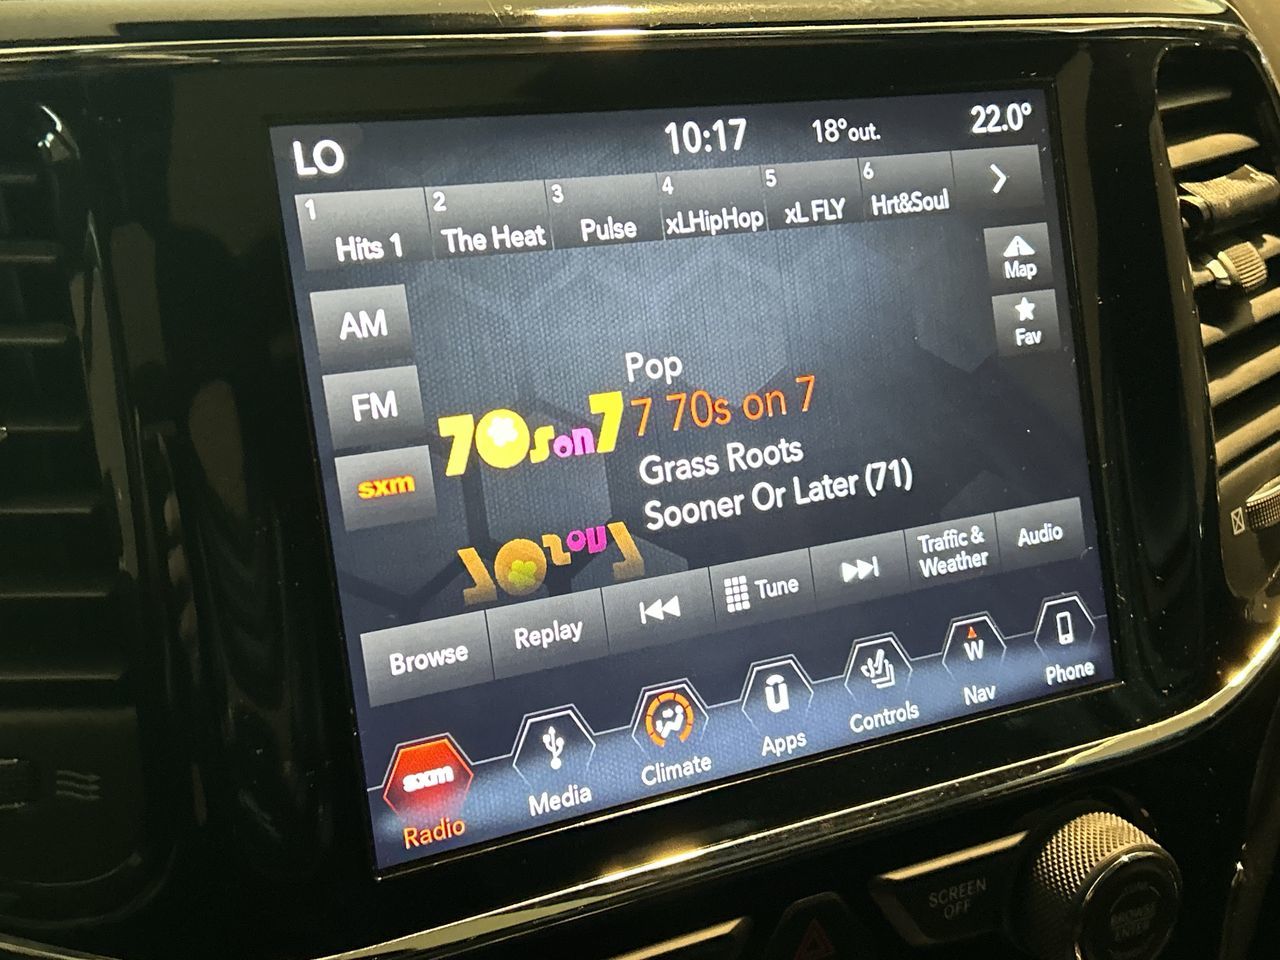 LO
10:17
18° out.
22.0°
1 Hits 1
2 The Heat
3 Pulse
4 xLHipHop
5 xL FLY
6 Hrt&Soul
Map
AM
Fav
FM
Pop
70s on 7
7 70s on 7
sxm
Grass Roots
Sooner Or Later (71)
Browse
Replay
Tune
Traffic &
Weather
Audio
sxm
Radio
Media
Climate
Apps
Controls
W
Nav
Phone
SCREEN
OFF
BROWSE
ENTER